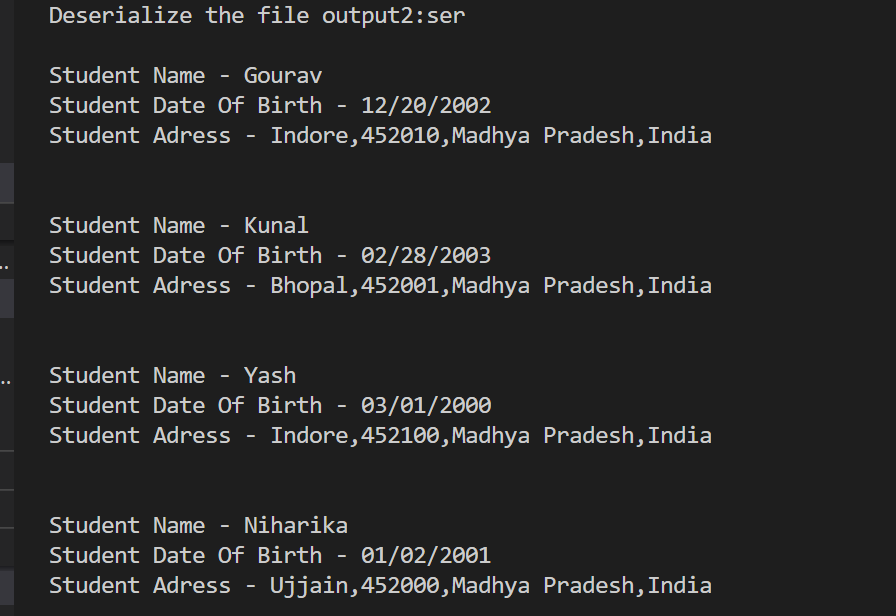 Deserialize the file output2:ser
Student Name - Gourav
Student Date Of Birth - 12/20/2002
Student Adress - Indore,452010,Madhya Pradesh,India
Student Name - Kunal
Student Date Of Birth - 02/28/2003
Student Adress - Bhopal,452001,Madhya Pradesh,India
Student Name - Yash
Student Date Of Birth - 03/01/2000
Student Adress - Indore,452100,Madhya Pradesh,India
Student Name - Niharika
Student Date Of Birth - 01/02/2001
Student Adress - Ujjain,452000,Madhya Pradesh,India